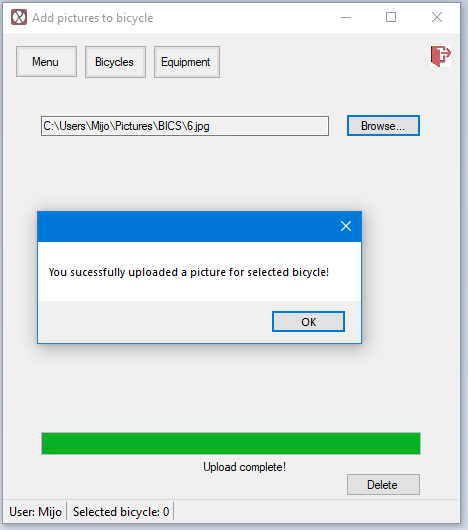 Add pictures to bicycle
Menu
Bicycles
Equipment
C:\Users\Mijo\Pictures\BICS\6.jpg
Browse...
You sucessfully uploaded a picture for selected bicycle!
OK
Upload complete!
Delete
User: Mijo
Selected bicycle: 0